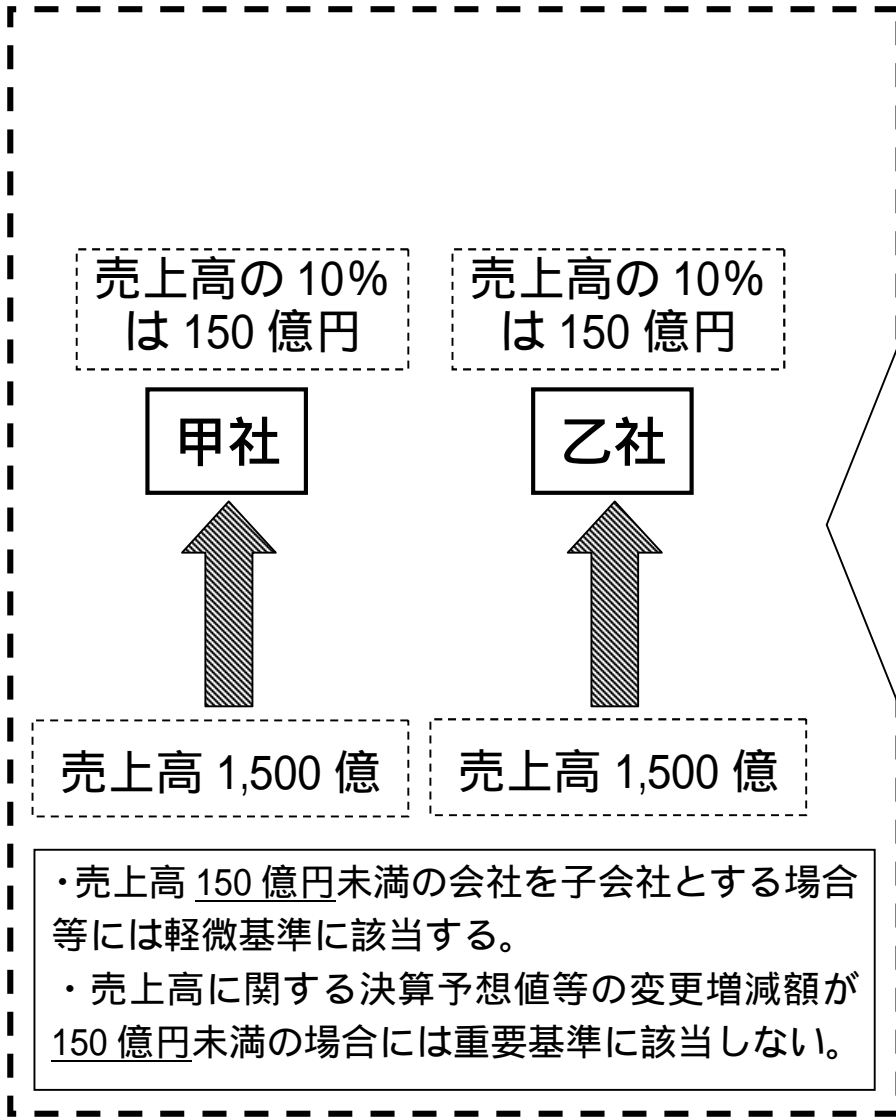 売上高の 10%
は 150 億円
売上高の 10%
は 150 億円
甲社
乙社
売上高 1,500 億
売上高 1,500 億
・売上高 150 億円未満の会社を子会社とする場合
等には軽微基準に該当する。
・売上高に関する決算予想値等の変更増減額が
150 億円未満の場合には重要基準に該当しない。